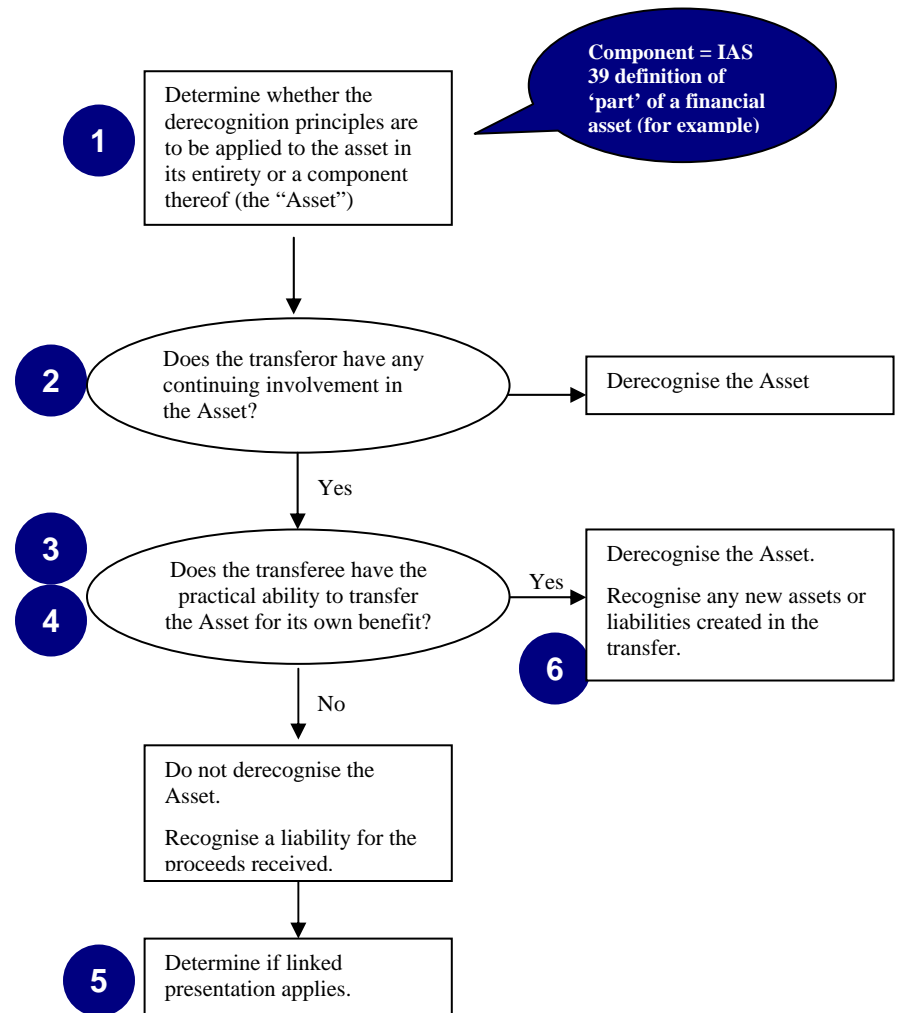 Component = IAS
39 definition of
‘part’ of a financial
asset (for example)
1
Determine whether the
derecognition principles are
to be applied to the asset in
its entirety or a component
thereof (the “Asset”)
2
Does the transferor have any
continuing involvement in
the Asset?
Derecognise the Asset
Yes
3
4
Does the transferee have the
practical ability to transfer
the Asset for its own benefit?
Yes
Derecognise the Asset.
Recognise any new assets or
liabilities created in the
transfer.
6
No
Do not derecognise the
Asset.
Recognise a liability for the
proceeds received.
5
Determine if linked
presentation applies.